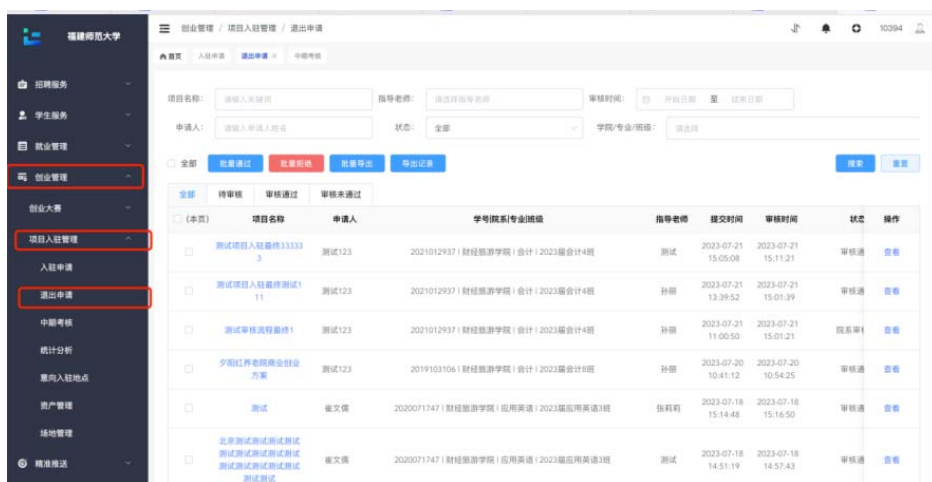 福建师范大学
创业管理 / 项目入驻管理 / 退出申请
10394
首页 入驻申请 退出申请 × 中期考核
招聘服务
学生服务
就业管理
创业管理
创业大赛
项目入驻管理
入驻申请
退出申请
中期考核
统计分析
意向入驻地点
资产管理
场地管理
精准推送
项目名称: 请输入关键词 指导老师: 请选择指导老师 审核时间: 开始日期 至 结束日期
申请人: 请输入申请人姓名 状态: 全部 学院/专业/班级: 请选择
全部 批量通过 批量拒绝 批量导出 导出记录 搜索 重置
全部 待审核 审核通过 审核未通过
(本页) 项目名称 申请人 学号|院系|专业|班级 指导老师 提交时间 审核时间 状态 操作
测试项目入驻最终33333
3
测试123 2021012937 | 财经旅游学院 | 会计 | 2023届会计4班 测试 2023-07-21 15:05:08 2023-07-21 15:11:21 审核通 查看
测试项目入驻最终测试1
11
测试123 2021012937 | 财经旅游学院 | 会计 | 2023届会计4班 孙丽 2023-07-21 13:39:52 2023-07-21 15:01:39 审核通 查看
测试审核流程最终1 测试123 2021012937 | 财经旅游学院 | 会计 | 2023届会计4班 孙丽 2023-07-21 11:00:50 2023-07-21 15:01:21 院系审核 查看
夕阳红养老院商业创业
方案
测试123 2019103106 | 财经旅游学院 | 会计 | 2023届会计8班 孙丽 2023-07-20 10:41:12 2023-07-20 10:54:25 审核通 查看
测试 崔文儒 2020071747 | 财经旅游学院 | 应用英语 | 2023届应用英语3班 张莉莉 2023-07-18 15:14:48 2023-07-18 15:16:50 审核通 查看
北京测试测试测试测试
测试测试测试测试测试
测试测试测试测试测试
测试测试
崔文儒 2020071747 | 财经旅游学院 | 应用英语 | 2023届应用英语3班 测试 2023-07-18 14:51:19 2023-07-18 14:57:43 审核通 查看